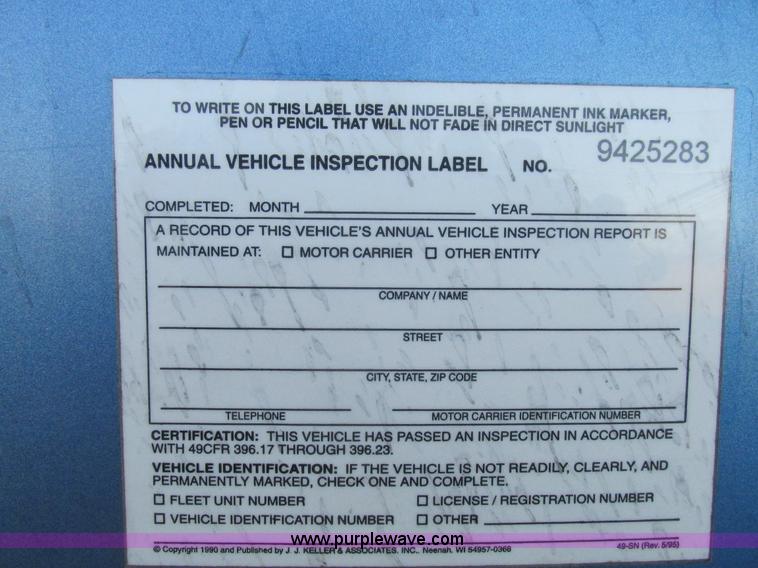 TO WRITE ON THIS LABEL USE AN INDELIBLE, PERMANENT INK MARKER,
PEN OR PENCIL THAT WILL NOT FADE IN DIRECT SUNLIGHT
ANNUAL VEHICLE INSPECTION LABEL NO. 9425283
COMPLETED: MONTH YEAR
A RECORD OF THIS VEHICLE'S ANNUAL VEHICLE INSPECTION REPORT IS
MAINTAINED AT: ☐ MOTOR CARRIER ☐ OTHER ENTITY
COMPANY / NAME
STREET
CITY, STATE, ZIP CODE
TELEPHONE MOTOR CARRIER IDENTIFICATION NUMBER
CERTIFICATION: THIS VEHICLE HAS PASSED AN INSPECTION IN ACCORDANCE
WITH 49CFR 396.17 THROUGH 396.23.
VEHICLE IDENTIFICATION: IF THE VEHICLE IS NOT READILY, CLEARLY, AND
PERMANENTLY MARKED, CHECK ONE AND COMPLETE.
☐ FLEET UNIT NUMBER ☐ LICENSE / REGISTRATION NUMBER
☐ VEHICLE IDENTIFICATION NUMBER ☐ OTHER
www.purplewave.com
© Copyright 1990 and Published by J. J. KELLER & ASSOCIATES, INC., Neenah, WI 54957-0368 49-SN (Rev. 5/95)